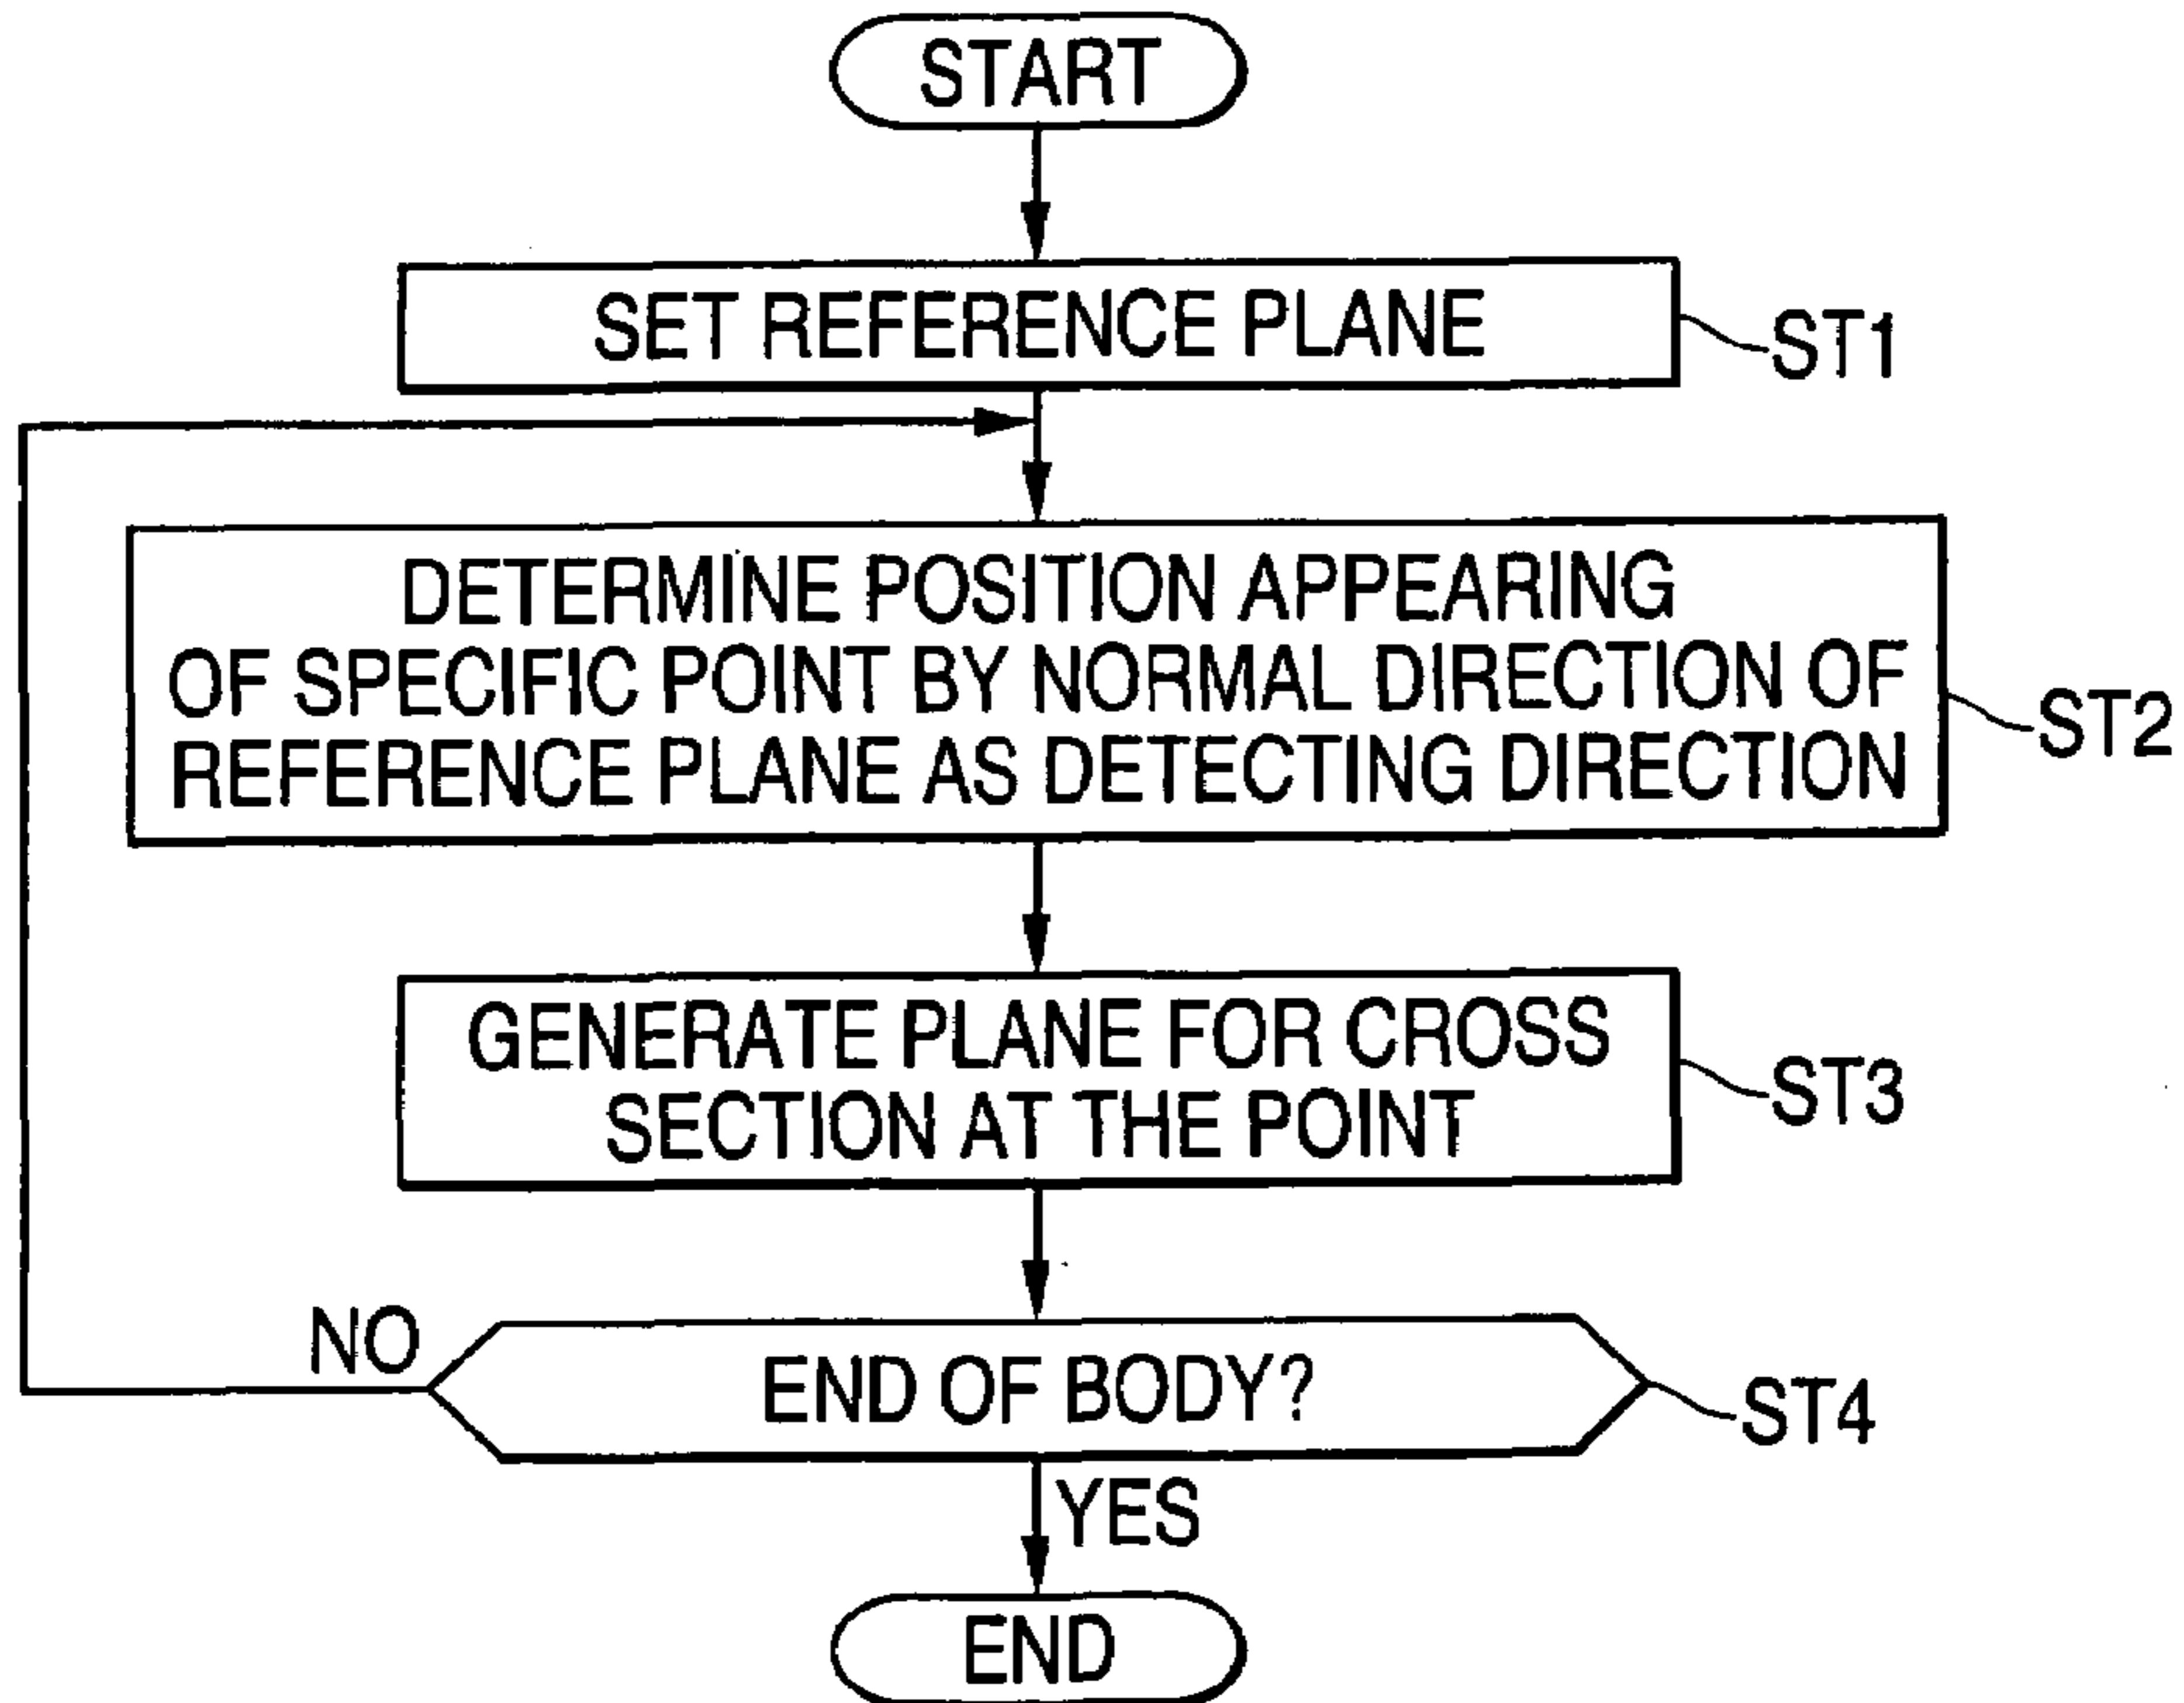 START
SET REFERENCE PLANE
ST1
DETERMINE POSITION APPEARING
OF SPECIFIC POINT BY NORMAL DIRECTION OF
REFERENCE PLANE AS DETECTING DIRECTION
ST2
GENERATE PLANE FOR CROSS
SECTION AT THE POINT
ST3
NO
END OF BODY?
ST4
YES
END